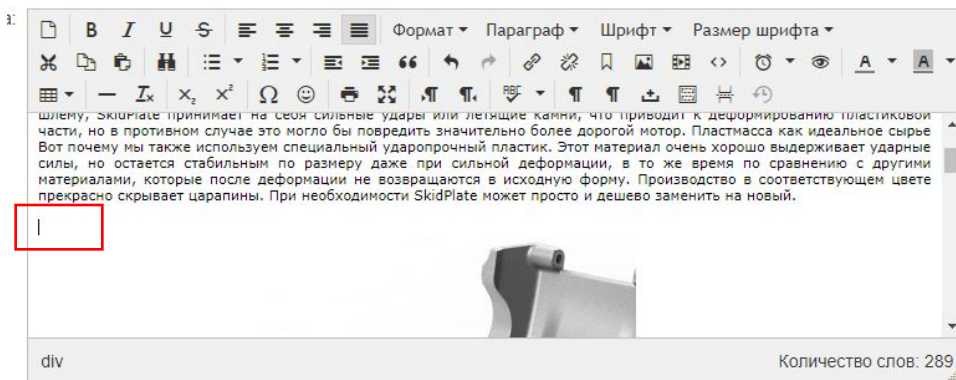 а:
Формат Параграф Шрифт Размер шрифта
шлему, SkidPlate принимает на себя сильные удары или летящие камни, что приводит к деформированию пластиковой
части, но в противном случае это могло бы повредить значительно более дорогой мотор. Пластмасса как идеальное сырье
Вот почему мы также используем специальный ударопрочный пластик. Этот материал очень хорошо выдерживает ударные
силы, но остается стабильным по размеру даже при сильной деформации, в то же время по сравнению с другими
материалами, которые после деформации не возвращаются в исходную форму. Производство в соответствующем цвете
прекрасно скрывает царапины. При необходимости SkidPlate может просто и дешево заменить на новый.
div Количество слов: 289